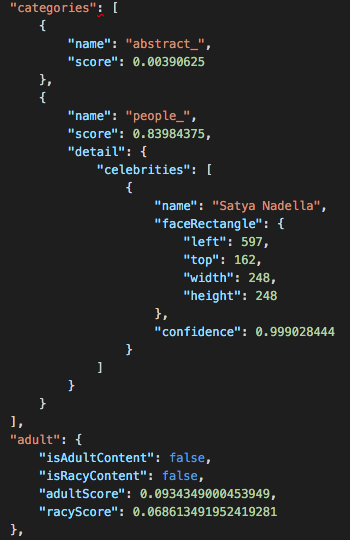 "categories": [
    {
        "name": "abstract_",
        "score": 0.00390625
    },
    {
        "name": "people_",
        "score": 0.83984375,
        "detail": {
            "celebrities": [
                {
                    "name": "Satya Nadella",
                    "faceRectangle": {
                        "left": 597,
                        "top": 162,
                        "width": 248,
                        "height": 248
                    },
                    "confidence": 0.999028444
                }
            ]
        }
    }
],
"adult": {
    "isAdultContent": false,
    "isRacyContent": false,
    "adultScore": 0.0934349000453949,
    "racyScore": 0.068613491952419281
},